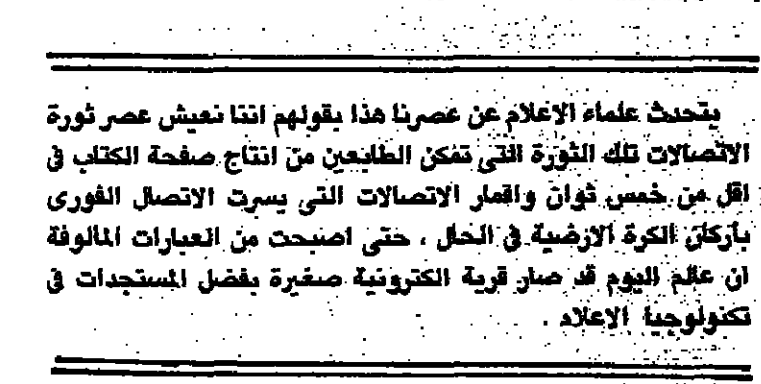 يتحدث علماء الاعلام عن عصرنا هذا بقولهم اننا نعيش عصر ثورة
الاتصالات تلك الثورة التى تمكن الطابعين من انتاج صفحة الكتاب فى
اقل من خمس ثوان واقمار الاتصالات التى يسرت الاتصال الفورى
بأركان الكرة الارضية فى الحال ، حتى اصبحت من العبارات المالوفة
ان عالم اليوم قد صار قرية الكترونية صغيرة بفضل المستجدات فى
تكنولوجيا الاعلام .